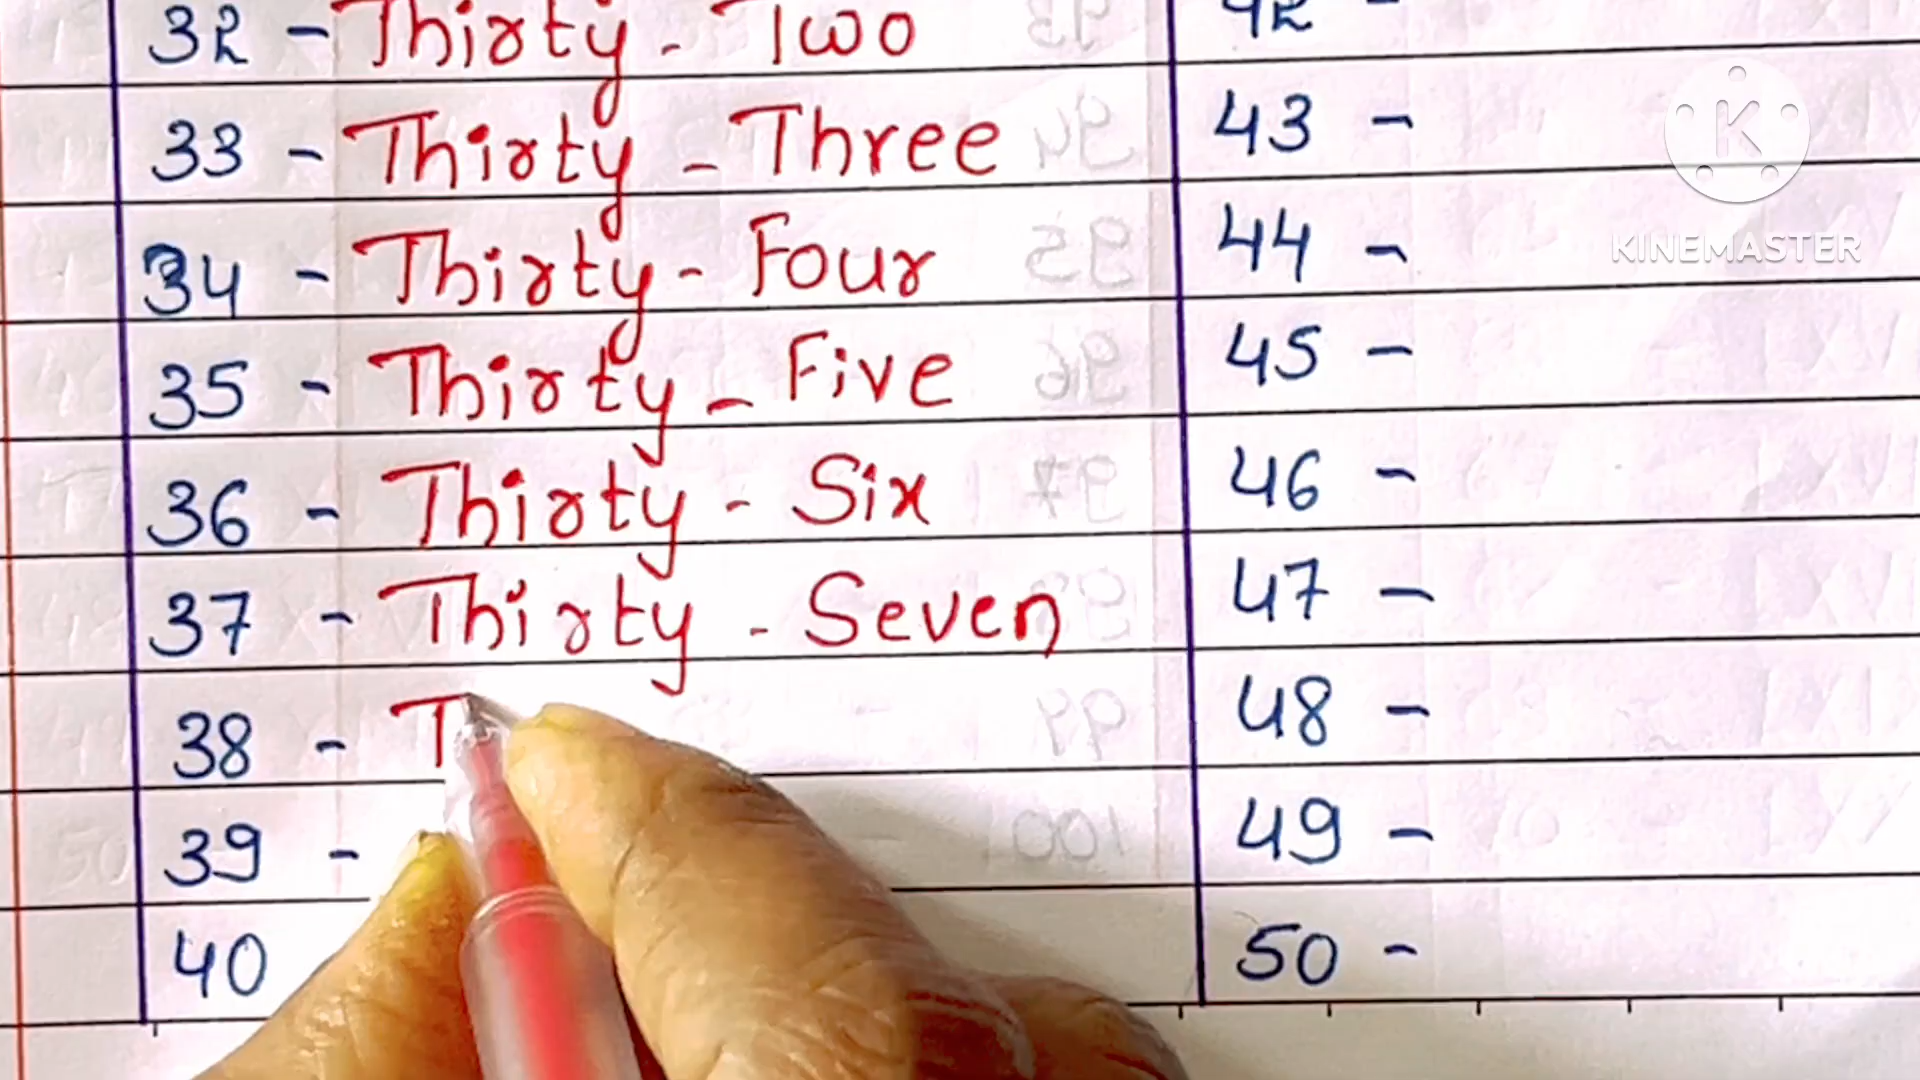 32 - Thirty - Two
33 - Thirty - Three
34 - Thirty - Four
35 - Thirty - Five
36 - Thirty - Six
37 - Thirty - Seven
38 - T
39 -
40
42 -
43 -
44 -
45 -
46 -
47 -
48 -
49 -
50 -
KINEMASTER